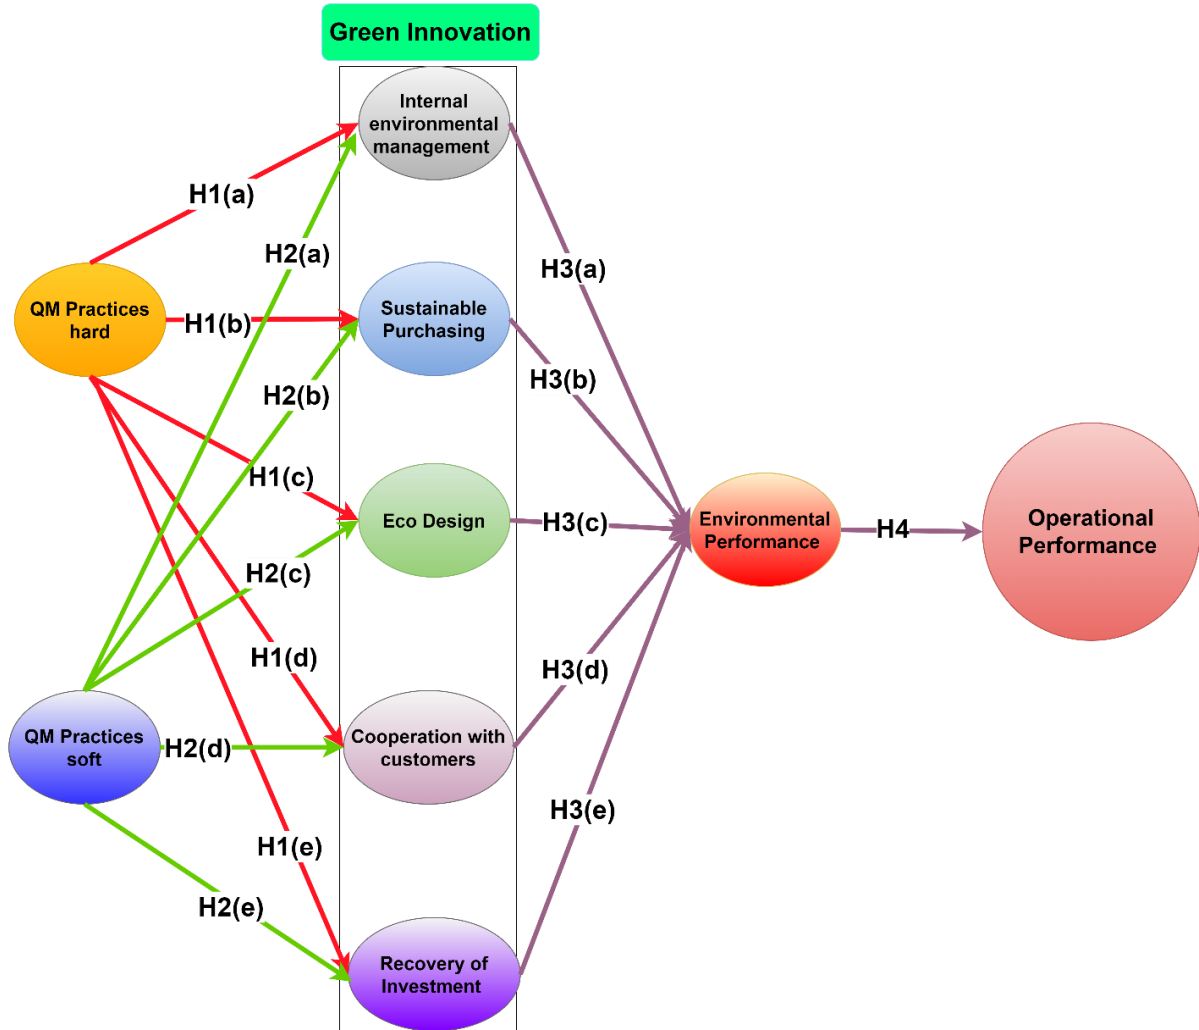 Green Innovation
Internal
environmental
management
H1(a)
H2(a)
H3(a)
QM Practices
hard
H1(b)
Sustainable
Purchasing
H3(b)
H2(b)
H1(c)
Eco Design
H3(c)
Environmental
Performance
H4
Operational
Performance
H2(c)
H1(d)
H3(d)
QM Practices
soft
H2(d)
Cooperation with
customers
H3(e)
H1(e)
H2(e)
Recovery of
Investment